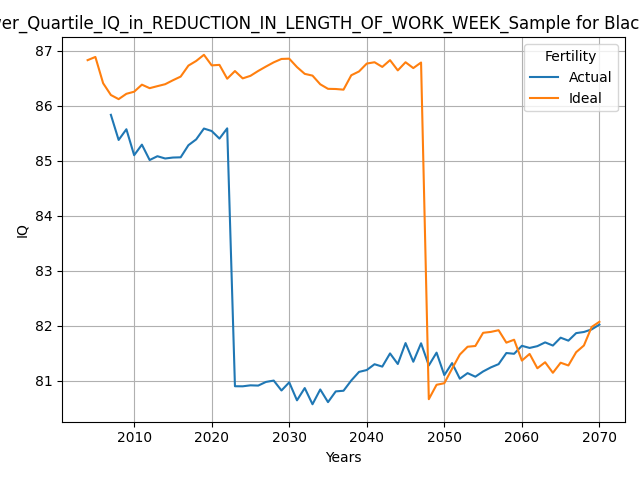 wer_Quartile_IQ_in_REDUCTION_IN_LENGTH_OF_WORK_WEEK_Sample for Blac
87
86
85
84
83
82
81
IQ
Fertility
Actual
Ideal
2010 2020 2030 2040 2050 2060 2070
Years